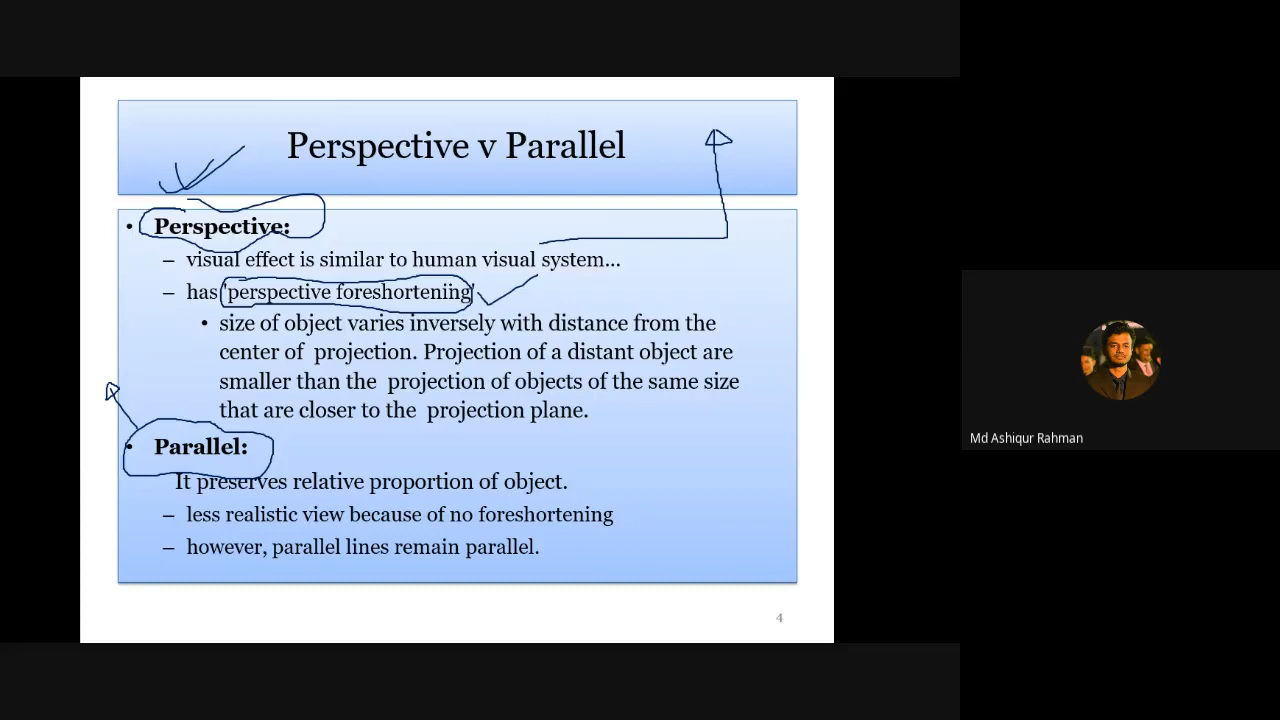 Perspective v Parallel
• Perspective:
– visual effect is similar to human visual system...
– has 'perspective foreshortening'
• size of object varies inversely with distance from the
center of projection. Projection of a distant object are
smaller than the projection of objects of the same size
that are closer to the projection plane.
• Parallel:
It preserves relative proportion of object.
– less realistic view because of no foreshortening
– however, parallel lines remain parallel.
4
Md Ashiqur Rahman